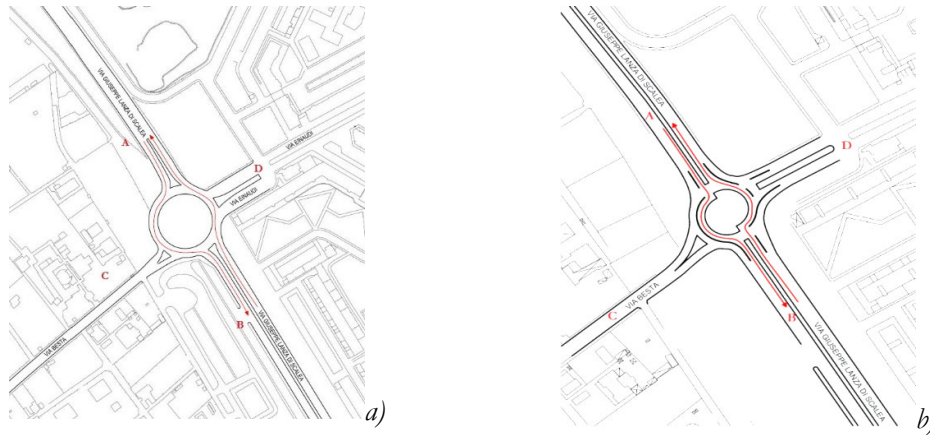 VIA GIUSEPPE LANZA DI SCALEA
A
D
VIA EINAUDI
VIA EINAUDI
C
B
VIA BESTA
VIA GIUSEPPE LANZA DI SCALEA
a)
VIA GIUSEPPE LANZA DI SCALEA
A
D
VIA BESTA
C
B
VIA GIUSEPPE LANZA DI SCALEA
b)